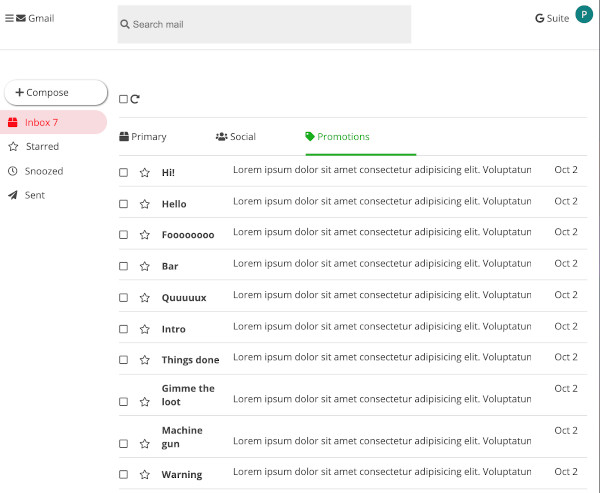 Gmail
Search mail
G Suite
P
Compose
Inbox 7
Starred
Snoozed
Sent
Primary
Social
Promotions
Hi! Lorem ipsum dolor sit amet consectetur adipisicing elit. Voluptatun Oct 2
Hello Lorem ipsum dolor sit amet consectetur adipisicing elit. Voluptatun Oct 2
Foooooooo Lorem ipsum dolor sit amet consectetur adipisicing elit. Voluptatun Oct 2
Bar Lorem ipsum dolor sit amet consectetur adipisicing elit. Voluptatun Oct 2
Quuuuux Lorem ipsum dolor sit amet consectetur adipisicing elit. Voluptatun Oct 2
Intro Lorem ipsum dolor sit amet consectetur adipisicing elit. Voluptatun Oct 2
Things done Lorem ipsum dolor sit amet consectetur adipisicing elit. Voluptatun Oct 2
Gimme the
loot Lorem ipsum dolor sit amet consectetur adipisicing elit. Voluptatun Oct 2
Machine
gun Lorem ipsum dolor sit amet consectetur adipisicing elit. Voluptatun Oct 2
Warning Lorem ipsum dolor sit amet consectetur adipisicing elit. Voluptatun Oct 2